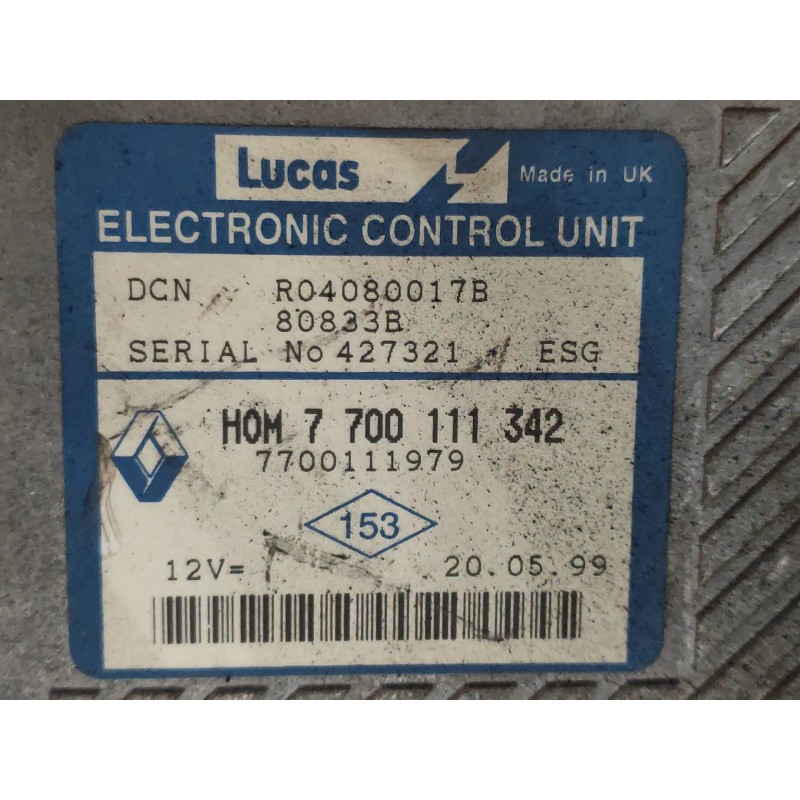 Lucas Made in UK
ELECTRONIC CONTROL UNIT
DCN R04080017B
80833B
SERIAL No 427321 ESG
HOM 7 700 111 342
7700111979
153
12V= 20.05.99